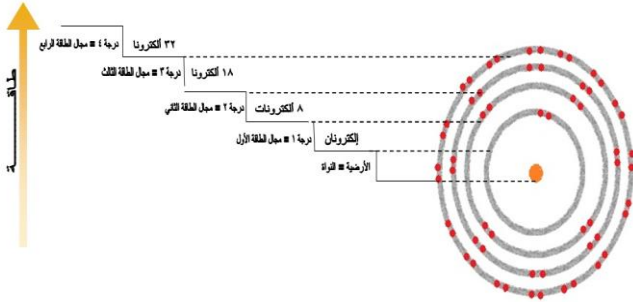 ٣٢ ألكترونا
درجة ٤ = مجال الطاقة الرابع
١٨ ألكترونا
درجة ٣ = مجال الطاقة الثالث
٨ ألكترونات
درجة ٢ = مجال الطاقة الثاني
إلكترونان
درجة ١ = مجال الطاقة الأول
الأرضية = النواة
طاقـــــــــة